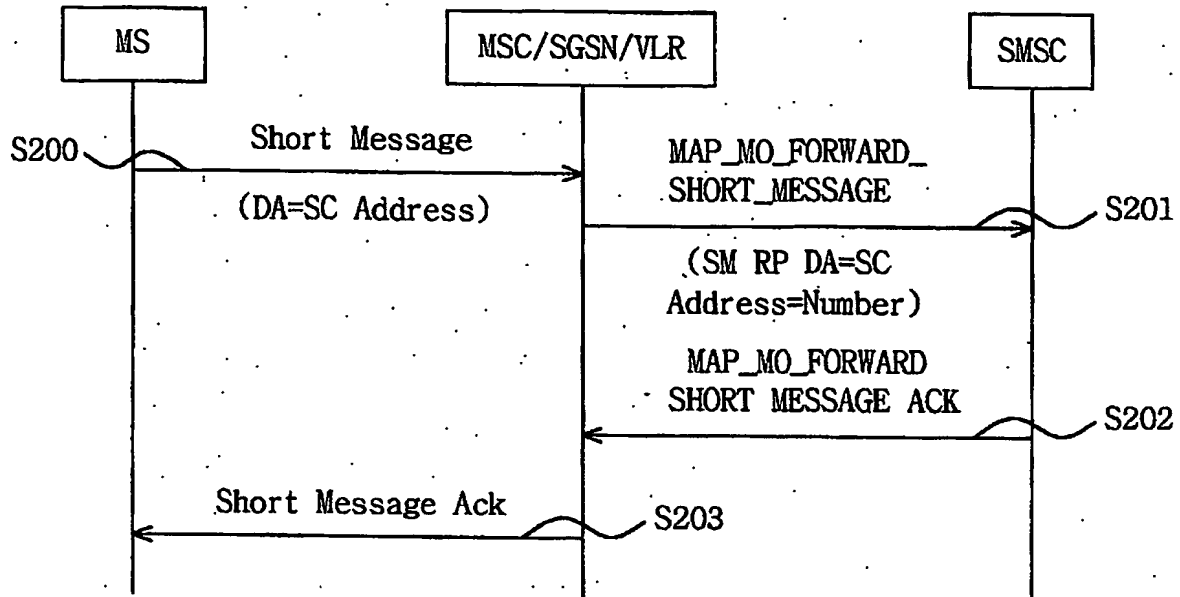 MS
MSC/SGSN/VLR
SMSC
S200
Short Message
(DA=SC Address)
MAP_MO_FORWARD_
SHORT_MESSAGE
S201
(SM RP DA=SC
Address=Number)
MAP_MO_FORWARD
SHORT MESSAGE ACK
S202
Short Message Ack
S203